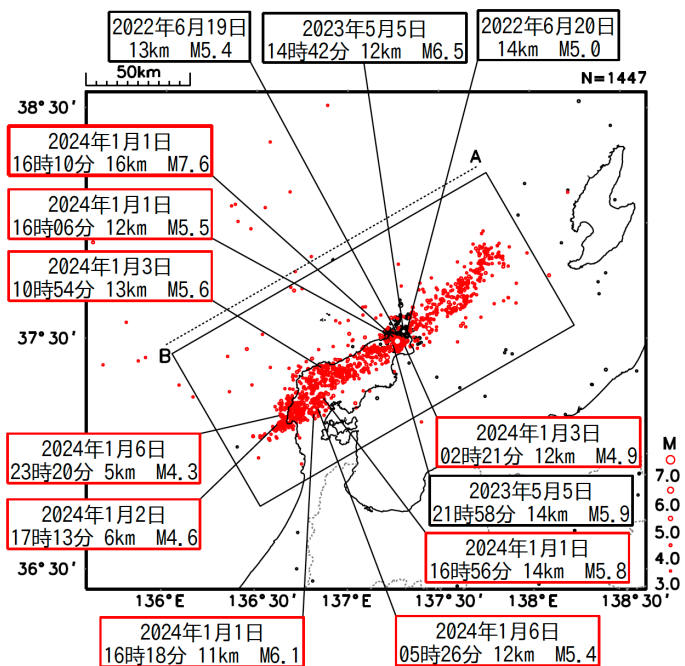 2022年6月19日
13km M5.4
2023年5月5日
14時42分 12km M6.5
2022年6月20日
14km M5.0
50km
N=1447
38°30′
2024年1月1日
16時10分 16km M7.6
A
2024年1月1日
16時06分 12km M5.5
2024年1月3日
10時54分 13km M5.6
37°30′
B
2024年1月6日
23時20分 5km M4.3
2024年1月3日
02時21分 12km M4.9
M
7.0
6.0
5.0
4.0
3.0
2023年5月5日
21時58分 14km M5.9
2024年1月2日
17時13分 6km M4.6
2024年1月1日
16時56分 14km M5.8
36°30′
136°E
136°30′
137°E
137°30′
138°E
138°30′
2024年1月1日
16時18分 11km M6.1
2024年1月6日
05時26分 12km M5.4